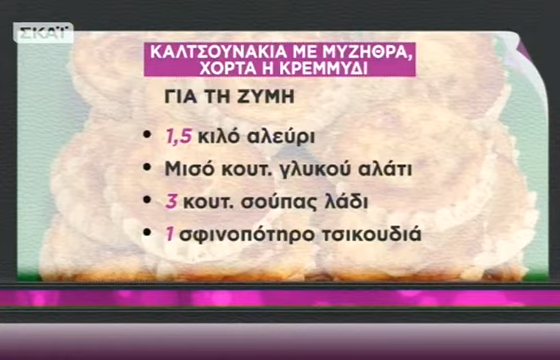 ΣΚΑΪ
ΚΑΛΤΣΟΥΝΑΚΙΑ ΜΕ ΜΥΖΗΘΡΑ,
ΧΟΡΤΑ Η ΚΡΕΜΜΥΔΙ
ΓΙΑ ΤΗ ΖΥΜΗ
• 1,5 κιλό αλεύρι
• Μισό κουτ. γλυκού αλάτι
• 3 κουτ. σούπας λάδι
• 1 σφινοπότηρο τσικουδιά